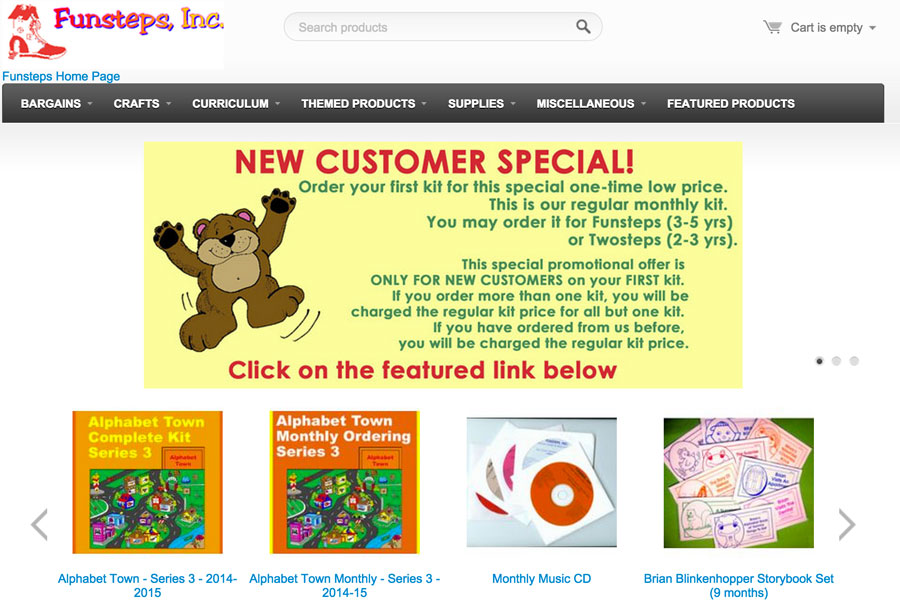 Funsteps, Inc.
Search products
Cart is empty
Funsteps Home Page
BARGAINS CRAFTS CURRICULUM THEMED PRODUCTS SUPPLIES MISCELLANEOUS FEATURED PRODUCTS
NEW CUSTOMER SPECIAL!
Order your first kit for this special one-time low price.
This is our regular monthly kit.
You may order it for Funsteps (3-5 yrs)
or Twosteps (2-3 yrs).
This special promotional offer is
ONLY FOR NEW CUSTOMERS on your FIRST kit.
If you order more than one kit, you will be
charged the regular kit price for all but one kit.
If you have ordered from us before,
you will be charged the regular kit price.
Click on the featured link below
Alphabet Town
Complete Kit
Series 3
Alphabet
Town
Alphabet Town
Monthly Ordering
Series 3
Alphabet
Town
Alphabet Town - Series 3 - 2014-
2015
Alphabet Town Monthly - Series 3 -
2014-15
Monthly Music CD
Brian Blinkenhopper Storybook Set
(9 months)